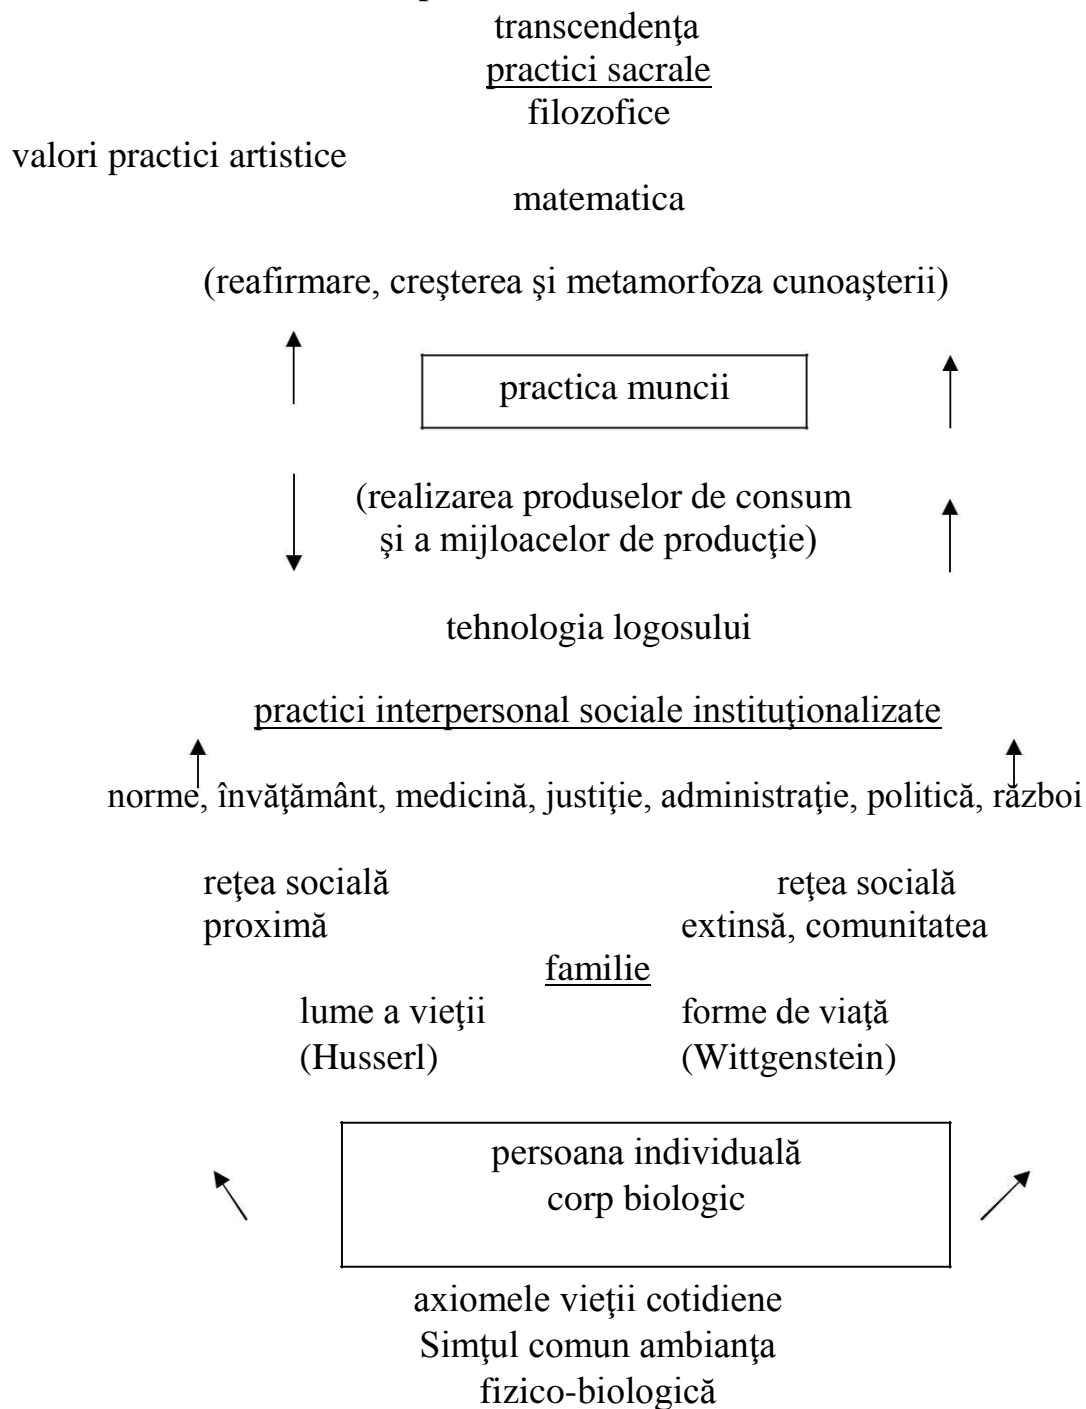 transcendenţa
practici sacrale
filozofice
valori practici artistice
matematica
(reafirmare, creşterea şi metamorfoza cunoaşterii)
practica muncii
(realizarea produselor de consum
şi a mijloacelor de producţie)
tehnologia logosului
practici interpersonal sociale instituţionalizate
norme, învăţământ, medicină, justiţie, administraţie, politică, război
reţea socială reţea socială
proximă extinsă, comunitatea
familie
lume a vieţii forme de viaţă
(Husserl) (Wittgenstein)
persoana individuală
corp biologic
axiomele vieţii cotidiene
Simţul comun ambianţa
fizico-biologică